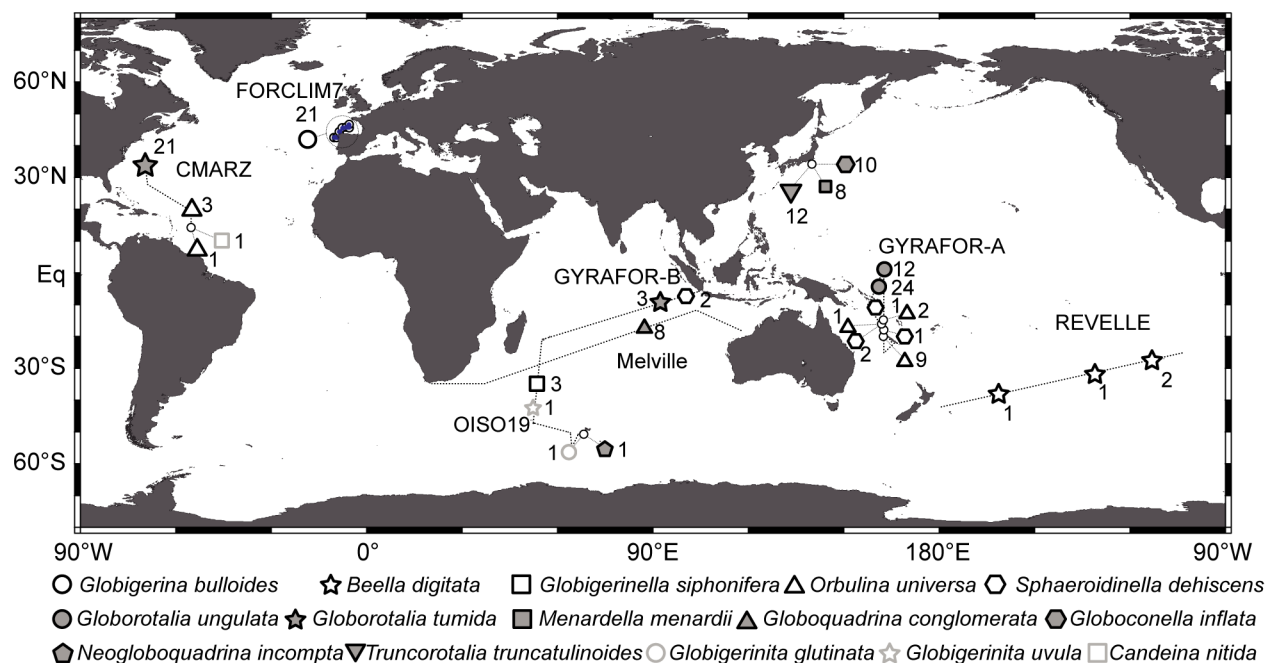 60°N
FORCLIM7
21
21
CMARZ
30°N
10
8
12
3
1
1
Eq
GYRAFOR-A
12
24
GYRAFOR-B
3
2
1
2
1
1
2
9
8
Melville
REVELLE
30°S
3
1
OISO19
1
1
1
1
2
60°S
90°W 0° 90°E 180°E 90°W
Globigerina bulloides Beella digitata Globigerinella siphonifera Orbulina universa Sphaeroidinella dehiscens
Globorotalia ungulata Globorotalia tumida Menardella menardii Globoquadrina conglomerata Globoconella inflata
Neogloboquadrina incompta Truncorotalia truncatulinoides Globigerinita glutinata Globigerinita uvula Candeina nitida